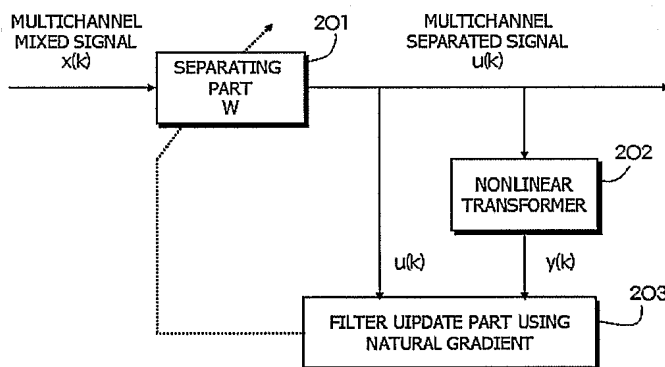 MULTICHANNEL
MIXED SIGNAL
x(k)
201
SEPARATING
PART
W
MULTICHANNEL
SEPARATED SIGNAL
u(k)
202
NONLINEAR
TRANSFORMER
u(k)
y(k)
203
FILTER UIPDATE PART USING
NATURAL GRADIENT